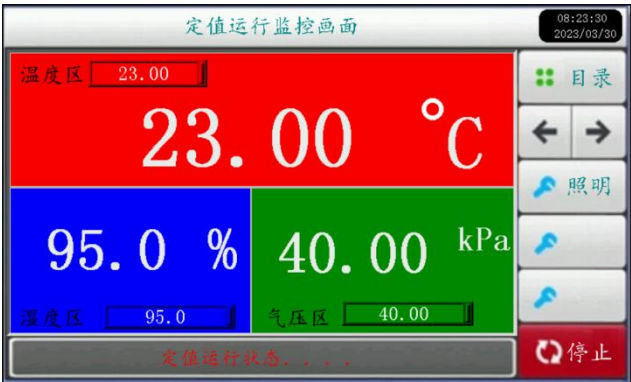 定值运行监控画面
08:23:30
2023/03/30
温度区 23.00
23.00 ℃
目录
照明
95.0 %
40.00 kPa
湿度区 95.0
气压区 40.00
定值运行状态....
停止